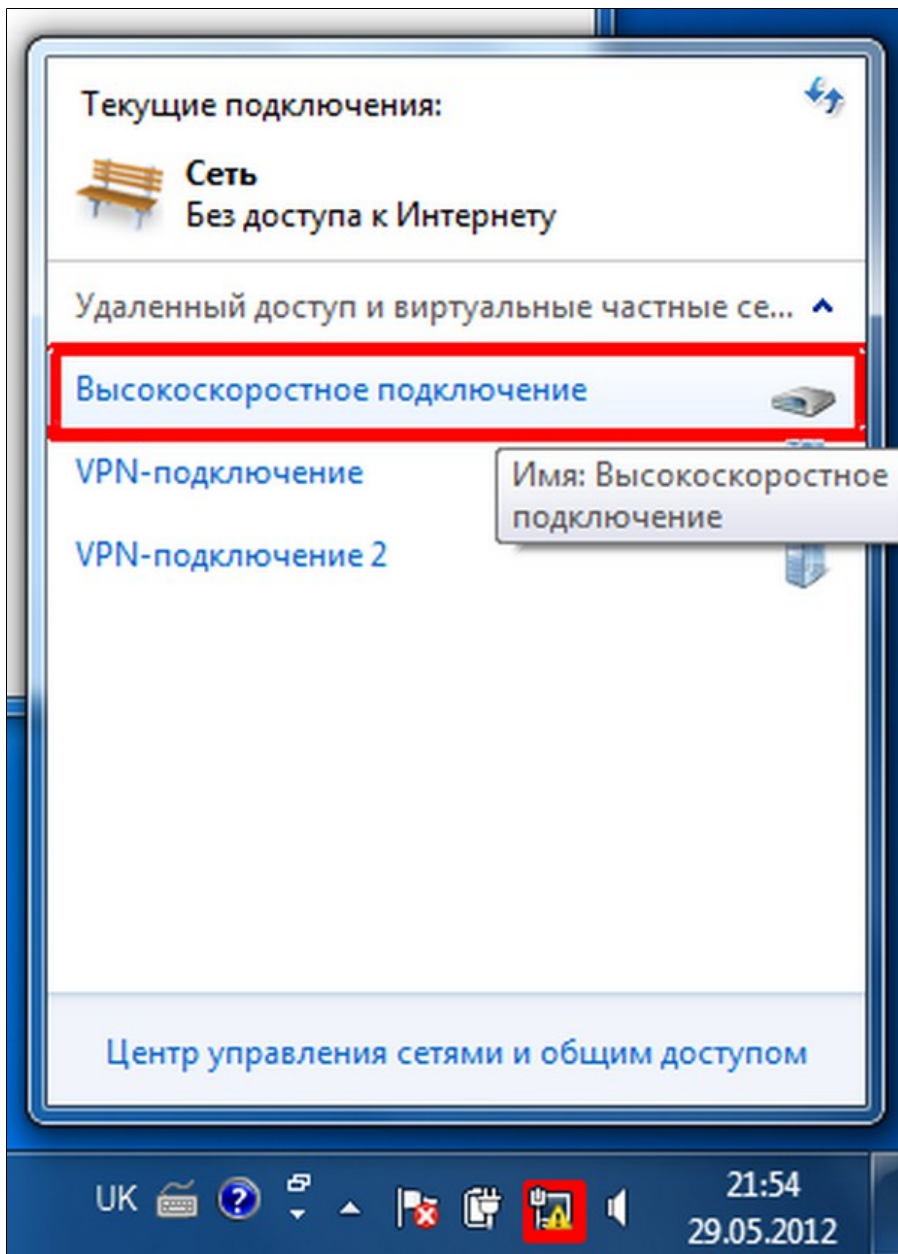 Текущие подключения:
Сеть
Без доступа к Интернету
Удаленный доступ и виртуальные частные се...
Высокоскоростное подключение
VPN-подключение
Имя: Высокоскоростное
подключение
VPN-подключение 2
Центр управления сетями и общим доступом
UK
21:54
29.05.2012